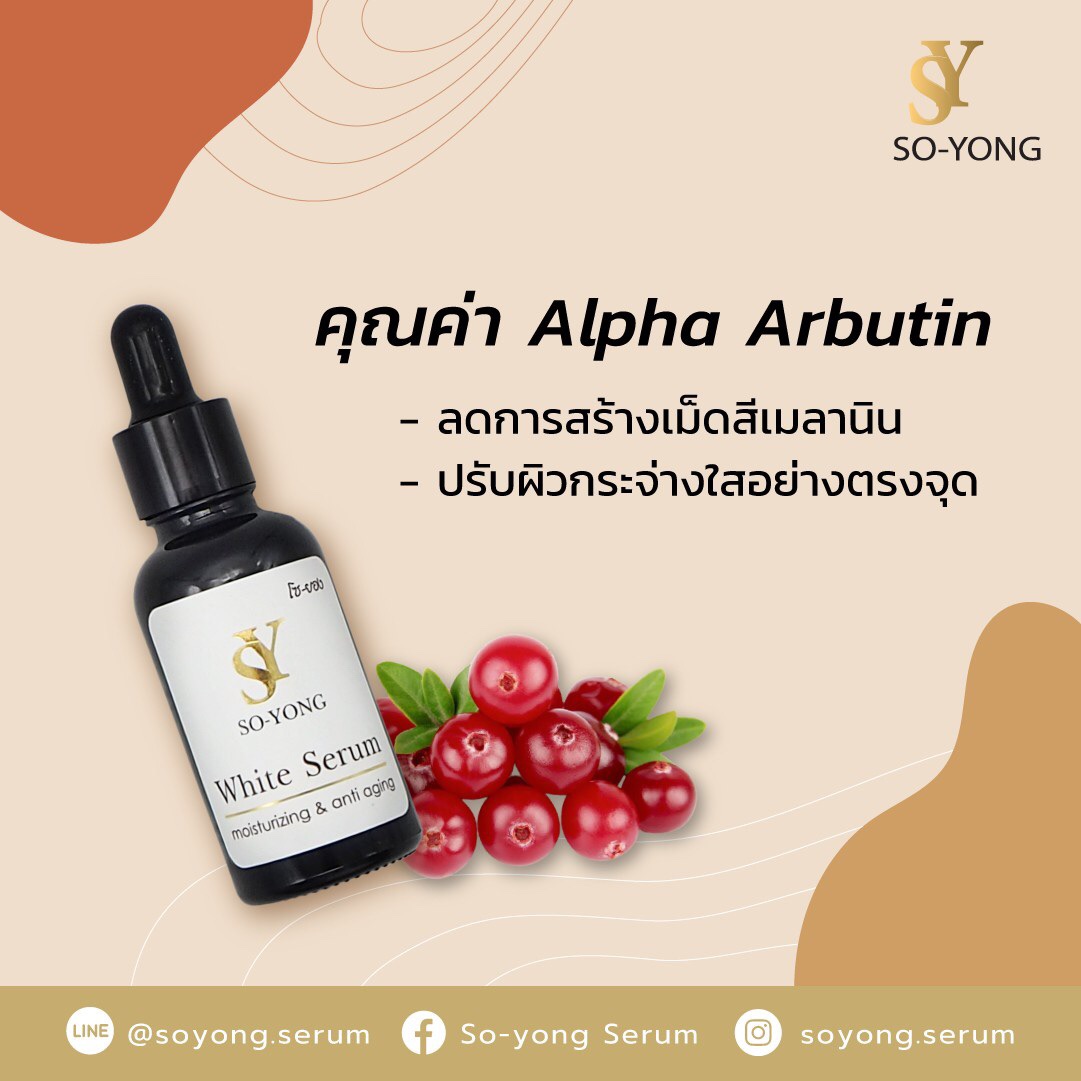 SY
SO-YONG
คุณค่า Alpha Arbutin
- ลดการสร้างเม็ดสีเมลานิน
- ปรับผิวกระจ่างใสอย่างตรงจุด
โซ-ยอง
SY
SO-YONG
White Serum
moisturizing & anti aging
LINE @soyong.serum f So-yong Serum soyong.serum